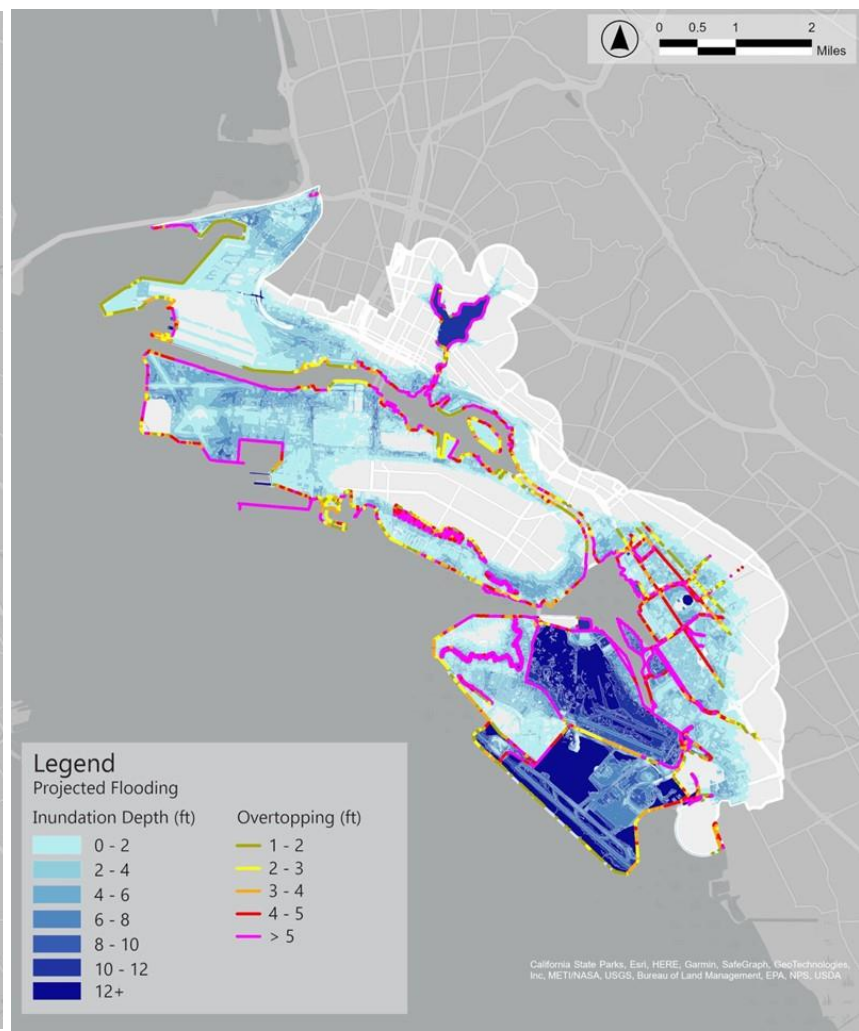 0 0.5 1 2
Miles
Legend
Projected Flooding
Inundation Depth (ft)
0 - 2
2 - 4
4 - 6
6 - 8
8 - 10
10 - 12
12+
Overtopping (ft)
1 - 2
2 - 3
3 - 4
4 - 5
> 5
California State Parks, Esri, HERE, Garmin, SafeGraph, GeoTechnologies,
Inc, METI/NASA, USGS, Bureau of Land Management, EPA, NPS, USDA